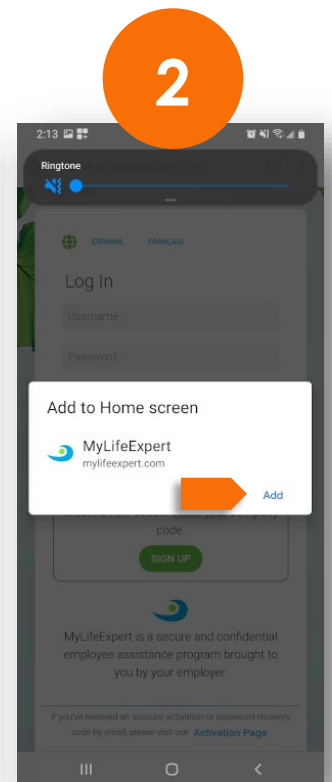 2
2:13
Ringtone
ESPAÑOL FRANÇAIS
Log In
Username
Password
Add to Home screen
MyLifeExpert
mylifeexpert.com
Add
code.
SIGN UP
MyLifeExpert is a secure and confidential
employee assistance program brought to
you by your employer.
If you've received an account activation or password recovery
code by email, please visit our Activation Page